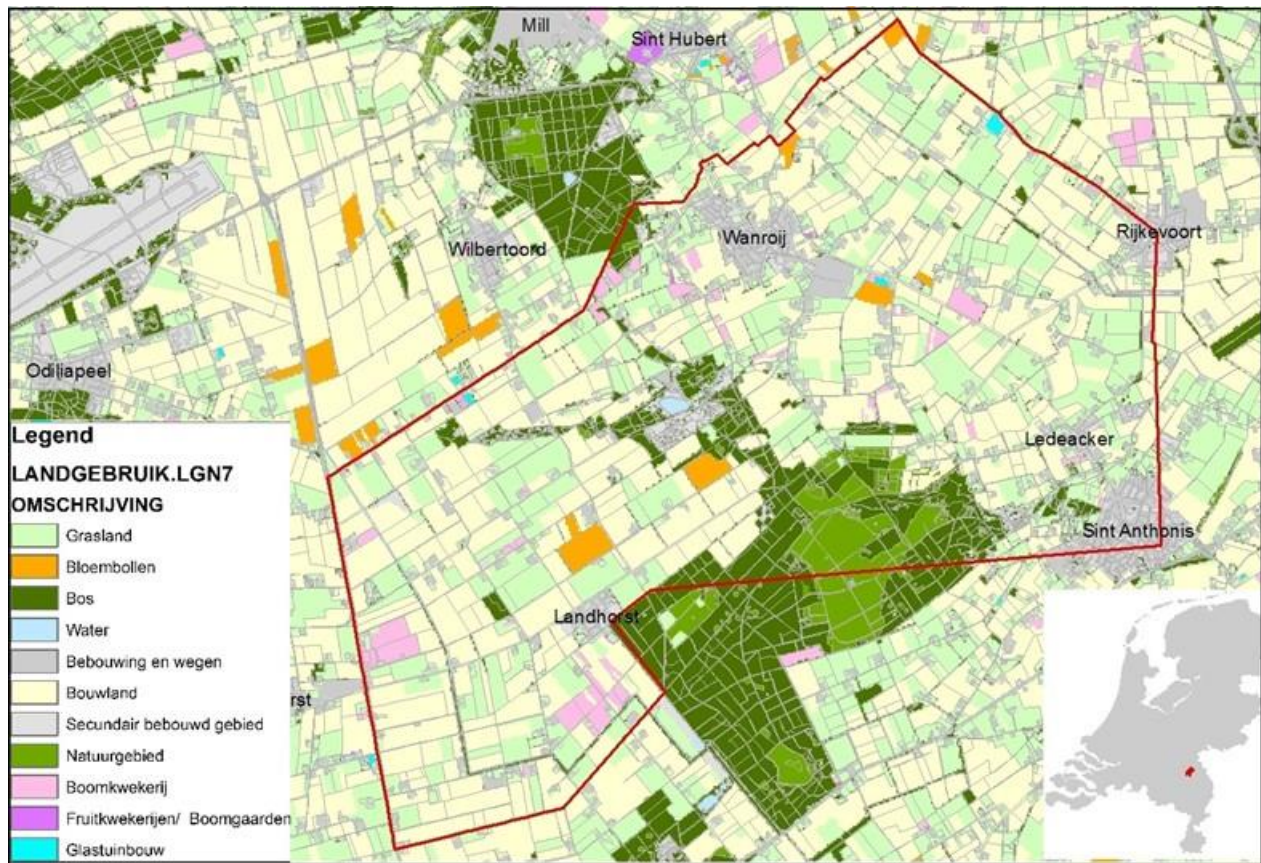 Mill
Sint Hubert
Wilbertoord
Wanroij
Rijkevoort
Odiliapeel
Ledeacker
Sint Anthonis
Landhorst
rst
Legend
LANDGEBRUIK.LGN7
OMSCHRIJVING
Grasland
Bloembollen
Bos
Water
Bebouwing en wegen
Bouwland
Secundair bebouwd gebied
Natuurgebied
Boomkwekerij
Fruitkwekerijen/ Boomgaarden
Glastuinbouw